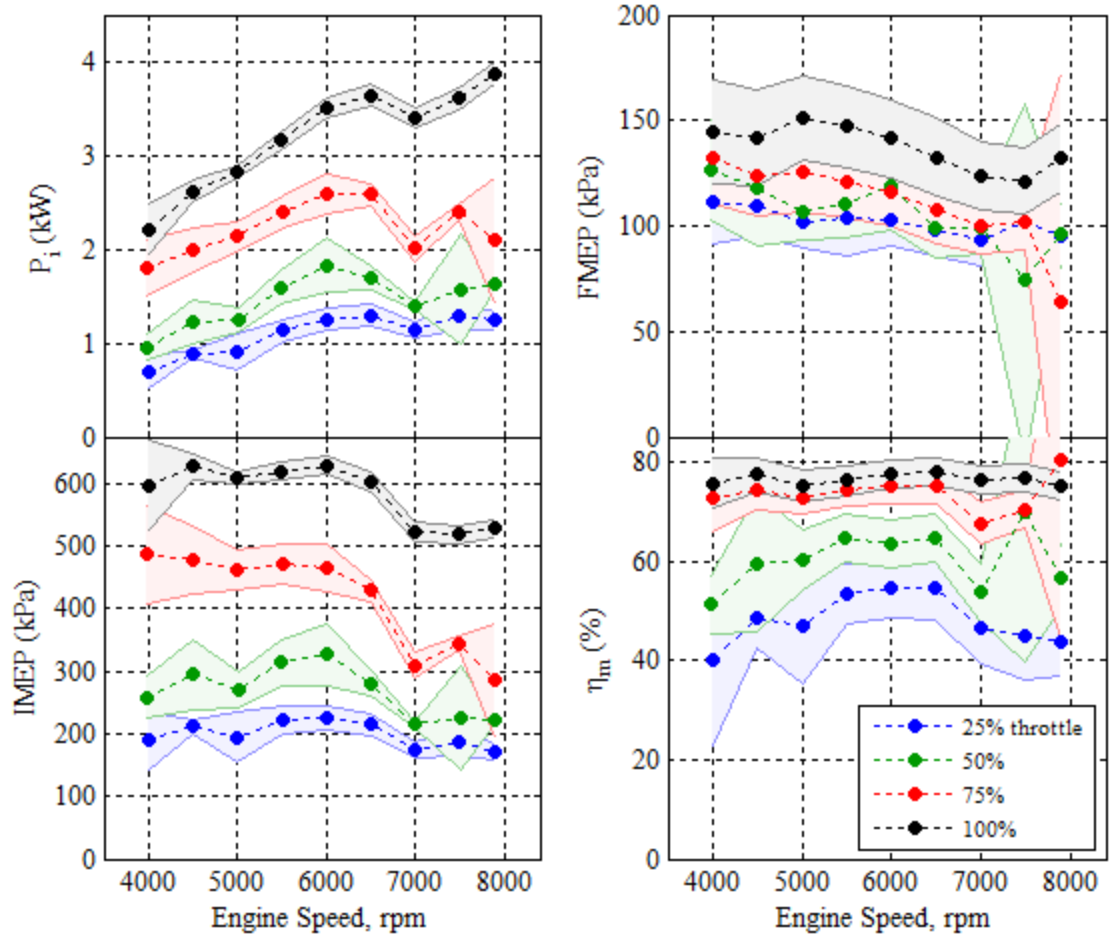 P_i (kW)
4
3
2
1
0
FMEP (kPa)
200
150
100
50
0
IMEP (kPa)
600
500
400
300
200
100
0
4000 5000 6000 7000 8000
Engine Speed, rpm
η_m (%)
80
60
40
20
0
4000 5000 6000 7000 8000
Engine Speed, rpm
25% throttle
50%
75%
100%